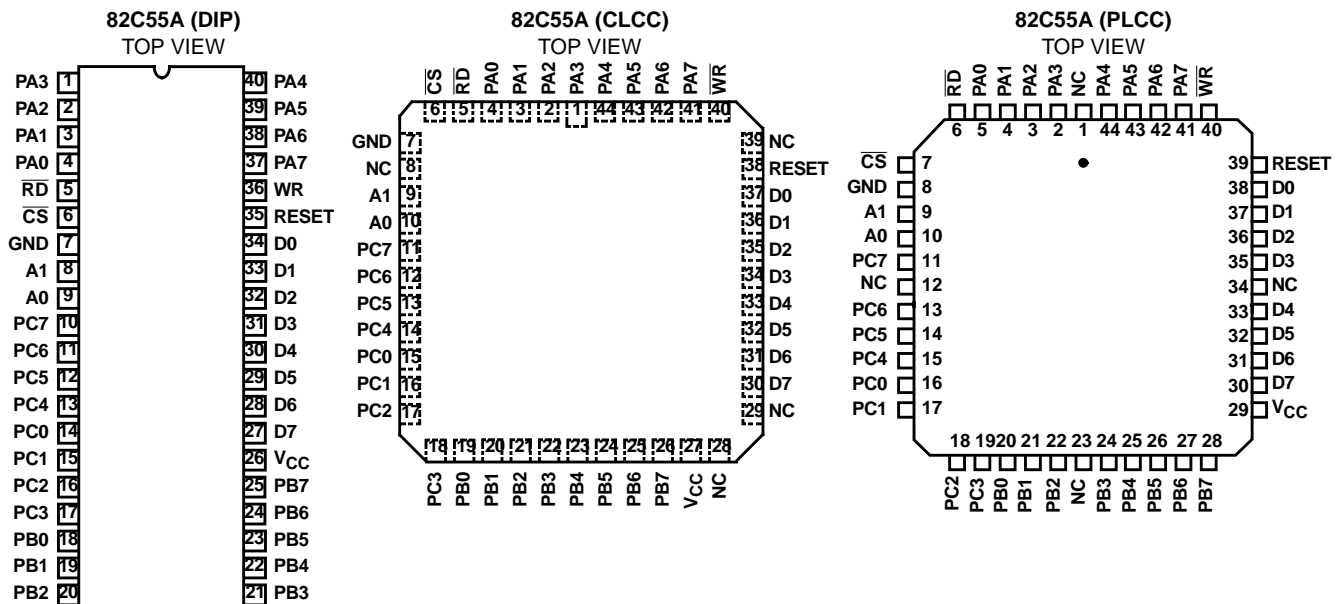 82C55A (DIP)
TOP VIEW
PA3 1 40 PA4
PA2 2 39 PA5
PA1 3 38 PA6
PA0 4 37 PA7
RD 5 36 WR
CS 6 35 RESET
GND 7 34 D0
A1 8 33 D1
A0 9 32 D2
PC7 10 31 D3
PC6 11 30 D4
PC5 12 29 D5
PC4 13 28 D6
PC0 14 27 D7
PC1 15 26 VCC
PC2 16 25 PB7
PC3 17 24 PB6
PB0 18 23 PB5
PB1 19 22 PB4
PB2 20 21 PB3
82C55A (CLCC)
TOP VIEW
CS RD PA0 PA1 PA2 PA3 PA4 PA5 PA6 PA7 WR
6 5 4 3 2 1 44 43 42 41 40
GND 7 39 NC
NC 8 38 RESET
A1 9 37 D0
A0 10 36 D1
PC7 11 35 D2
PC6 12 34 D3
PC5 13 33 D4
PC4 14 32 D5
PC0 15 31 D6
PC1 16 30 D7
PC2 17 29 NC
18 19 20 21 22 23 24 25 26 27 28
PC3 PB0 PB1 PB2 PB3 PB4 PB5 PB6 PB7 VCC NC
82C55A (PLCC)
TOP VIEW
RD PA0 PA1 PA2 PA3 NC PA4 PA5 PA6 PA7 WR
6 5 4 3 2 1 44 43 42 41 40
CS 7 39 RESET
GND 8 38 D0
A1 9 37 D1
A0 10 36 D2
PC7 11 35 D3
NC 12 34 NC
PC6 13 33 D4
PC5 14 32 D5
PC4 15 31 D6
PC0 16 30 D7
PC1 17 29 VCC
18 19 20 21 22 23 24 25 26 27 28
PC2 PC3 PB0 PB1 PB2 NC PB3 PB4 PB5 PB6 PB7